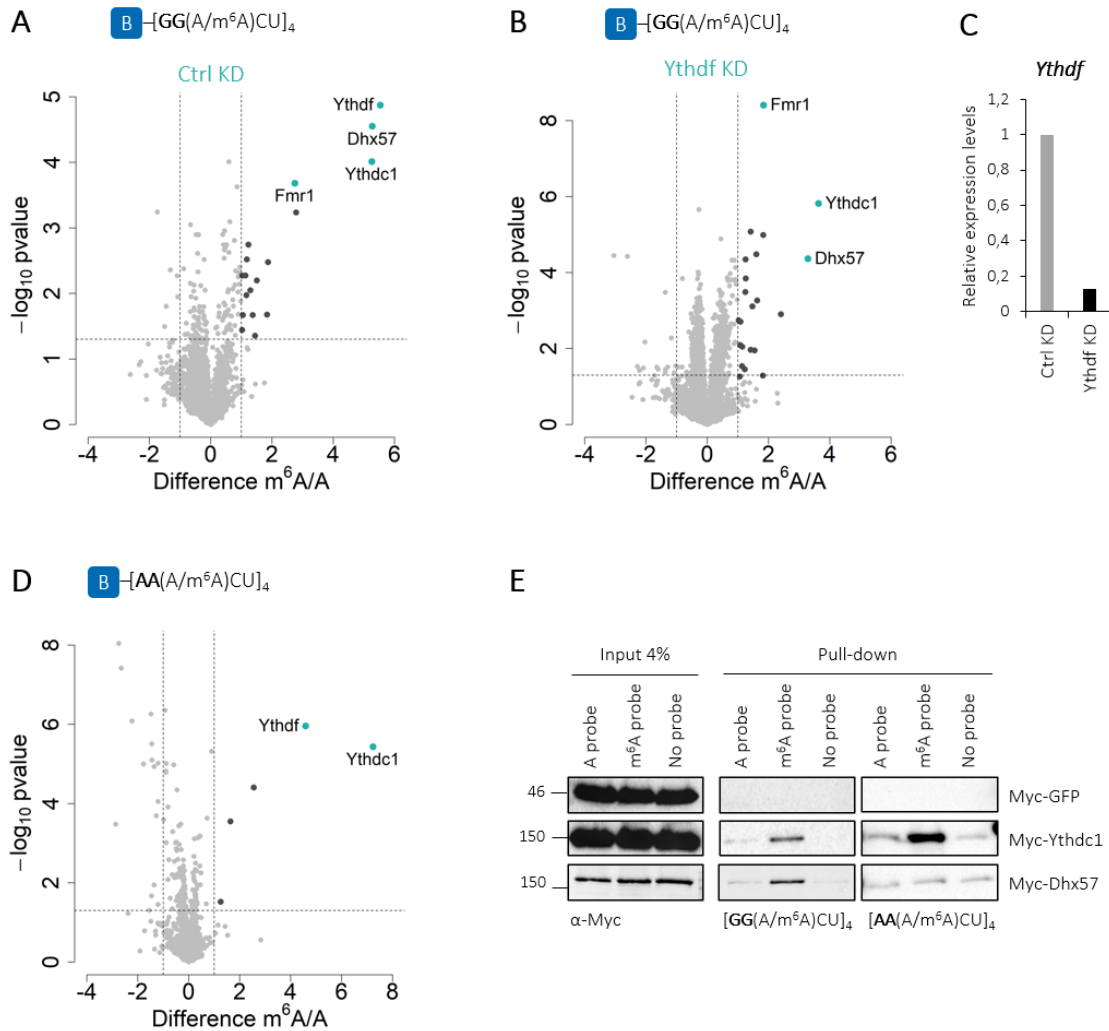 A
B –[GG(A/m⁶A)CU]₄
Ctrl KD
5
4
3
2
1
0
– log₁₀ pvalue
Ythdf
Dhx57
Ythdc1
Fmr1
-4 -2 0 2 4 6
Difference m⁶A/A
B
B –[GG(A/m⁶A)CU]₄
Ythdf KD
8
6
4
2
0
– log₁₀ pvalue
Fmr1
Ythdc1
Dhx57
-4 -2 0 2 4 6
Difference m⁶A/A
C
Ythdf
Relative expression levels
1,2
1
0,8
0,6
0,4
0,2
0
Ctrl KD
Ythdf KD
D
B –[AA(A/m⁶A)CU]₄
8
6
4
2
0
– log₁₀ pvalue
Ythdf
Ythdc1
-4 -2 0 2 4 6 8
Difference m⁶A/A
E
Input 4% Pull-down
A probe m⁶A probe No probe A probe m⁶A probe No probe A probe m⁶A probe No probe
46 Myc-GFP
150 Myc-Ythdc1
150 Myc-Dhx57
α-Myc [GG(A/m⁶A)CU]₄ [AA(A/m⁶A)CU]₄